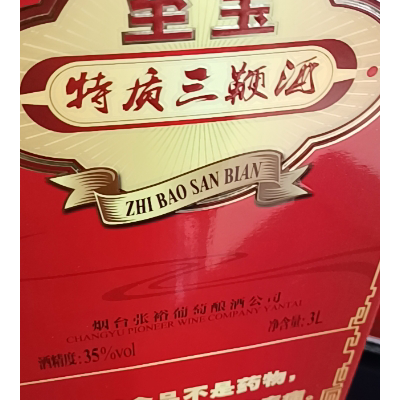 至宝
特质三鞭酒
ZHI BAO SAN BIAN
烟台张裕葡萄酿酒公司
CHANGYU PIONEER WINE COMPANY YANTAI
酒精度:35%vol
净含量:3L
品不是药物,